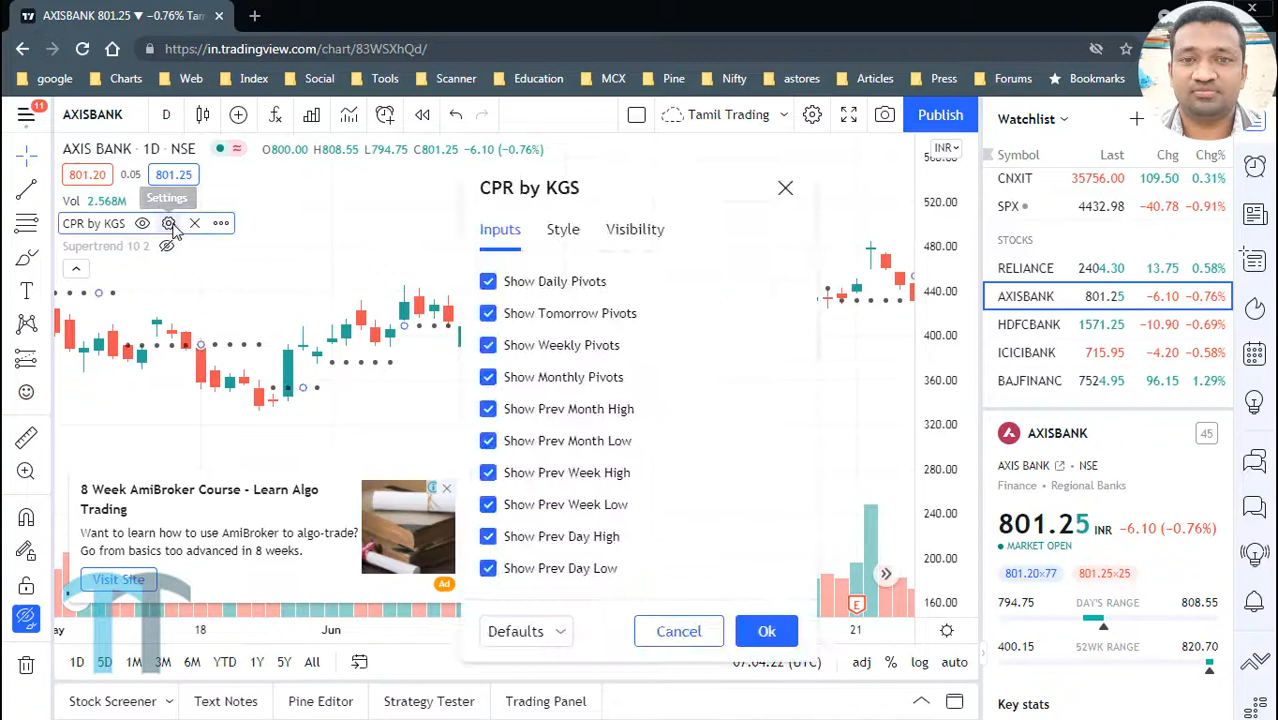 AXISBANK 801.25 ▼ −0.76% Tam
https://in.tradingview.com/chart/83WSXhQd/
google Charts Web Index Social Tools Scanner Education MCX Pine Nifty astores Articles Press Forums Bookmarks
11
AXISBANK D Tamil Trading Publish
AXIS BANK · 1D · NSE O800.00 H808.55 L794.75 C801.25 −6.10 (−0.76%)
INR
801.20 0.05 801.25
Settings
Vol 2.568M
CPR by KGS
Supertrend 10 2
CPR by KGS
Inputs Style Visibility
Show Daily Pivots
Show Tomorrow Pivots
Show Weekly Pivots
Show Monthly Pivots
Show Prev Month High
Show Prev Month Low
Show Prev Week High
Show Prev Week Low
Show Prev Day High
Show Prev Day Low
Defaults Cancel Ok
8 Week AmiBroker Course - Learn Algo
Trading
Want to learn how to use AmiBroker to algo-trade?
Go from basics too advanced in 8 weeks.
Visit Site
Ad
520.00
480.00
440.00
400.00
360.00
320.00
280.00
240.00
200.00
160.00
E
18 Jun 21
1D 5D 1M 3M 6M YTD 1Y 5Y All
07:04:22 (UTC) adj % log auto
Stock Screener Text Notes Pine Editor Strategy Tester Trading Panel
Watchlist
Symbol Last Chg Chg%
CNXIT 35756.00 109.50 0.31%
SPX 4432.98 −40.78 −0.91%
STOCKS
RELIANCE 2404.30 13.75 0.58%
AXISBANK 801.25 −6.10 −0.76%
HDFCBANK 1571.25 −10.90 −0.69%
ICICIBANK 715.95 −4.20 −0.58%
BAJFINANC 7524.95 96.15 1.29%
AXISBANK 45
AXIS BANK · NSE
Finance · Regional Banks
801.25 INR −6.10 (−0.76%)
MARKET OPEN
801.20×77 801.25×25
794.75 DAY'S RANGE 808.55
400.15 52WK RANGE 820.70
Key stats